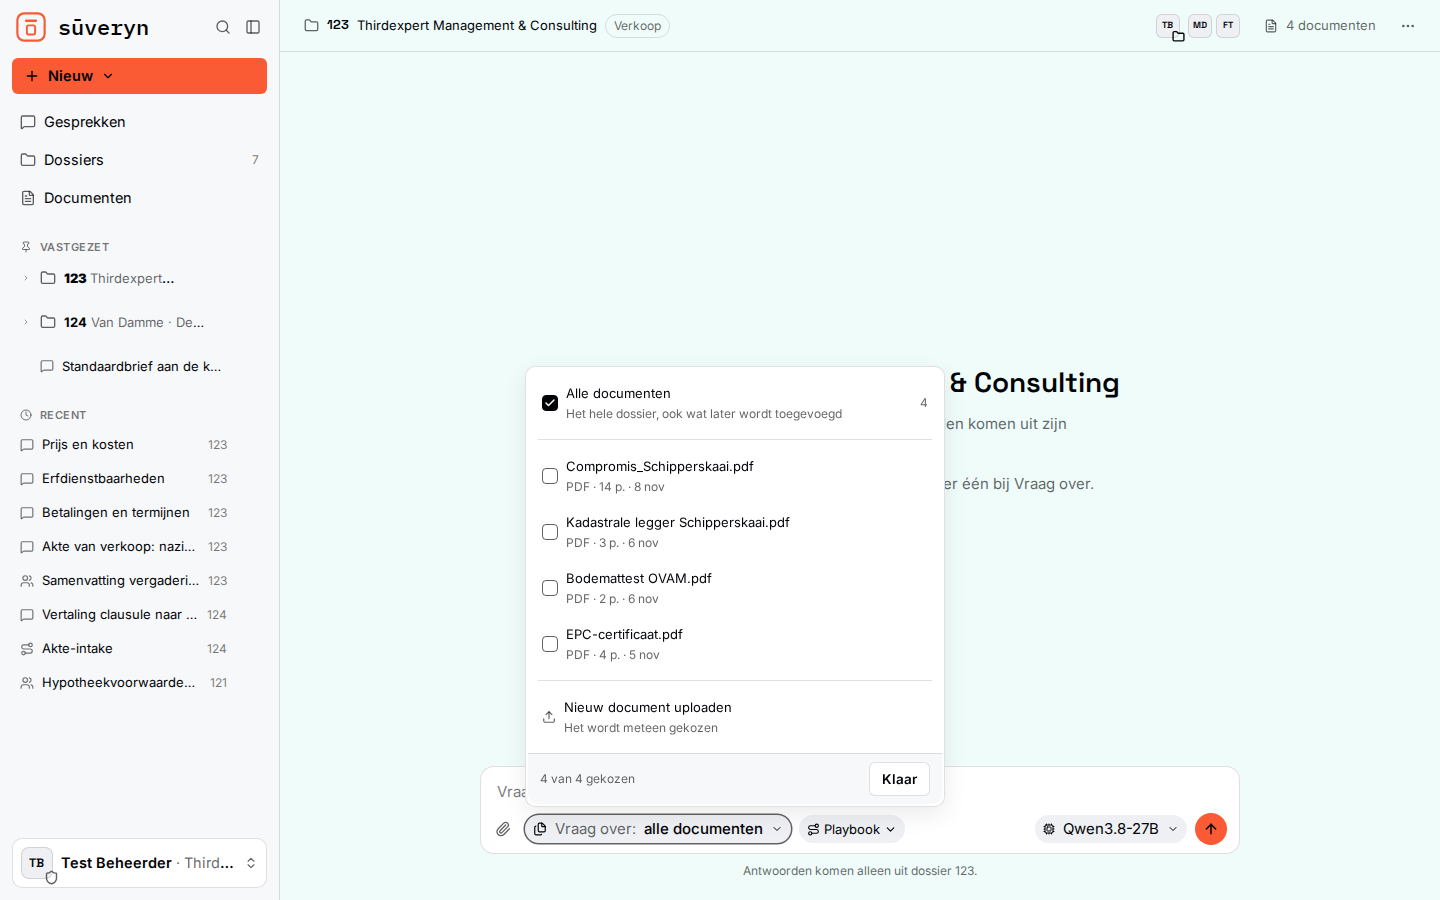 sūveryn
Nieuw
Gesprekken
Dossiers 7
Documenten
VASTGEZET
123 Thirdexpert...
124 Van Damme · De...
Standaardbrief aan de k...
RECENT
Prijs en kosten 123
Erfdienstbaarheden 123
Betalingen en termijnen 123
Akte van verkoop: nazi... 123
Samenvatting vergaderi... 123
Vertaling clausule naar ... 124
Akte-intake 124
Hypotheekvoorwaarde... 121
TB Test Beheerder · Third...
123 Thirdexpert Management & Consulting Verkoop
TB MD FT 4 documenten
& Consulting
en komen uit zijn
er één bij Vraag over.
Alle documenten
Het hele dossier, ook wat later wordt toegevoegd 4
Compromis_Schipperskaai.pdf
PDF · 14 p. · 8 nov
Kadastrale legger Schipperskaai.pdf
PDF · 3 p. · 6 nov
Bodemattest OVAM.pdf
PDF · 2 p. · 6 nov
EPC-certificaat.pdf
PDF · 4 p. · 5 nov
Nieuw document uploaden
Het wordt meteen gekozen
4 van 4 gekozen Klaar
Vraag over: alle documenten Playbook Qwen3.8-27B
Antwoorden komen alleen uit dossier 123.